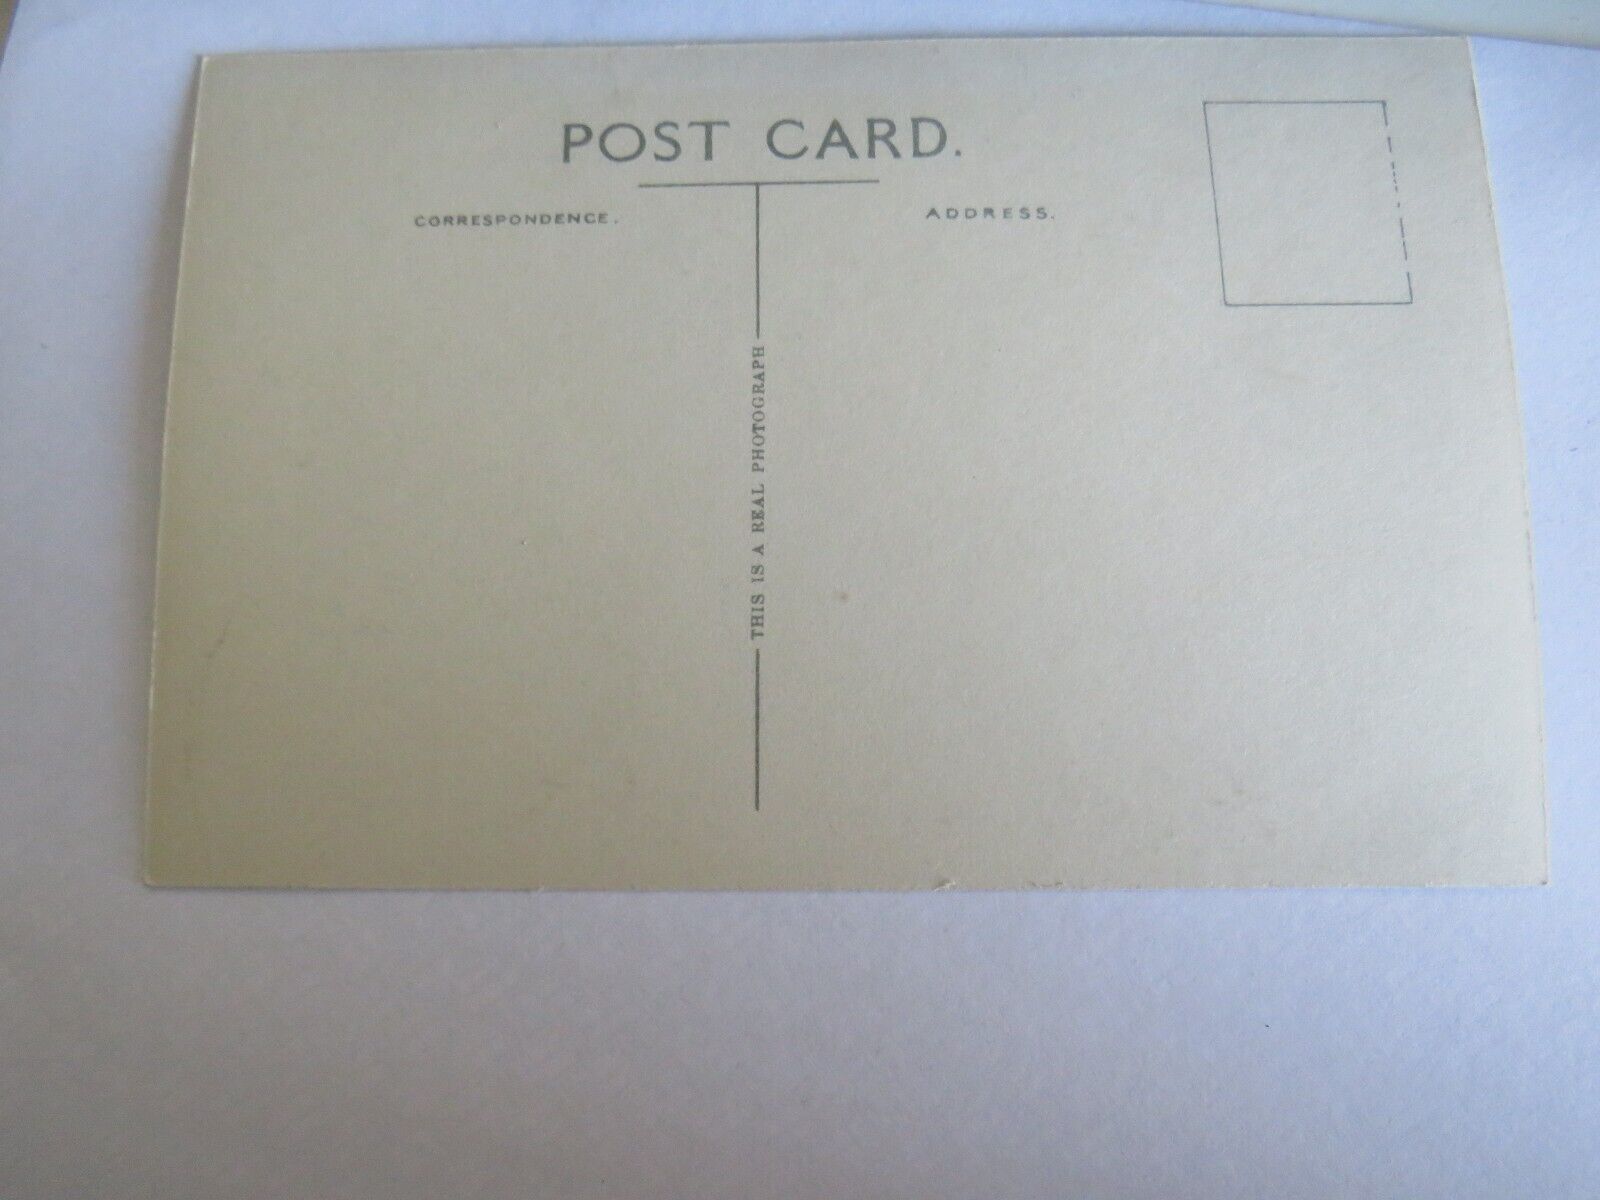 POST CARD.
CORRESPONDENCE.
ADDRESS.
THIS IS A REAL PHOTOGRAPH